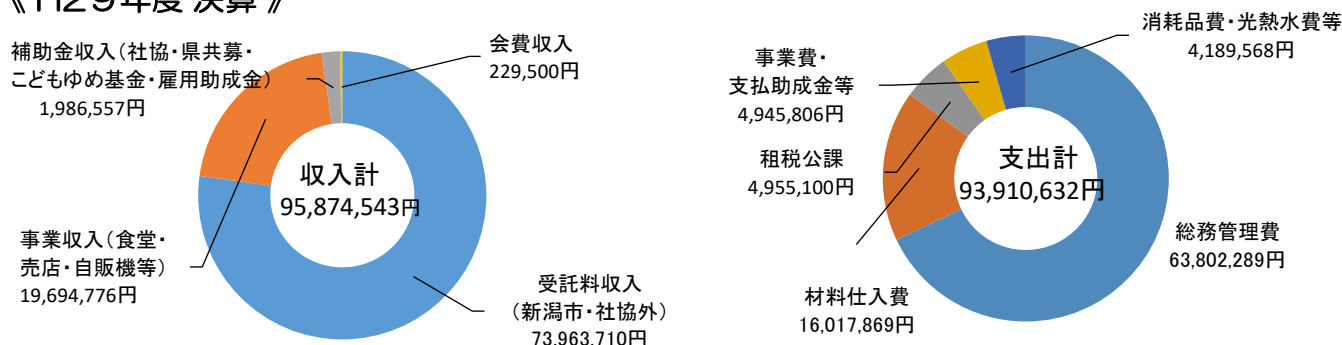 《H29年度 決算 》
補助金収入(社協・県共募・
こどもゆめ基金・雇用助成金)
1,986,557円
会費収入
229,500円
収入計
95,874,543円
事業収入(食堂・
売店・自販機等)
19,694,776円
受託料収入
(新潟市・社協外)
73,963,710円
消耗品費・光熱水費等
4,189,568円
事業費・
支払助成金等
4,945,806円
租税公課
4,955,100円
支出計
93,910,632円
総務管理費
63,802,289円
材料仕入費
16,017,869円